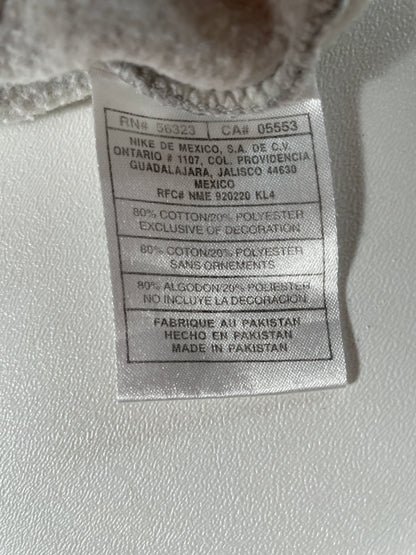 RN# 56323 CA# 05553
NIKE DE MEXICO, S.A. DE C.V.
ONTARIO # 1107, COL. PROVIDENCIA
GUADALAJARA, JALISCO 44630
MEXICO
RFC# NME 920220 KL4
80% COTTON/20% POLYESTER
EXCLUSIVE OF DECORATION
80% COTTON/20% POLYESTER
SANS ORNEMENTS
80% ALGODON/20% POLIESTER
NO INCLUYE LA DECORACION
FABRIQUE AU PAKISTAN
HECHO EN PAKISTAN
MADE IN PAKISTAN